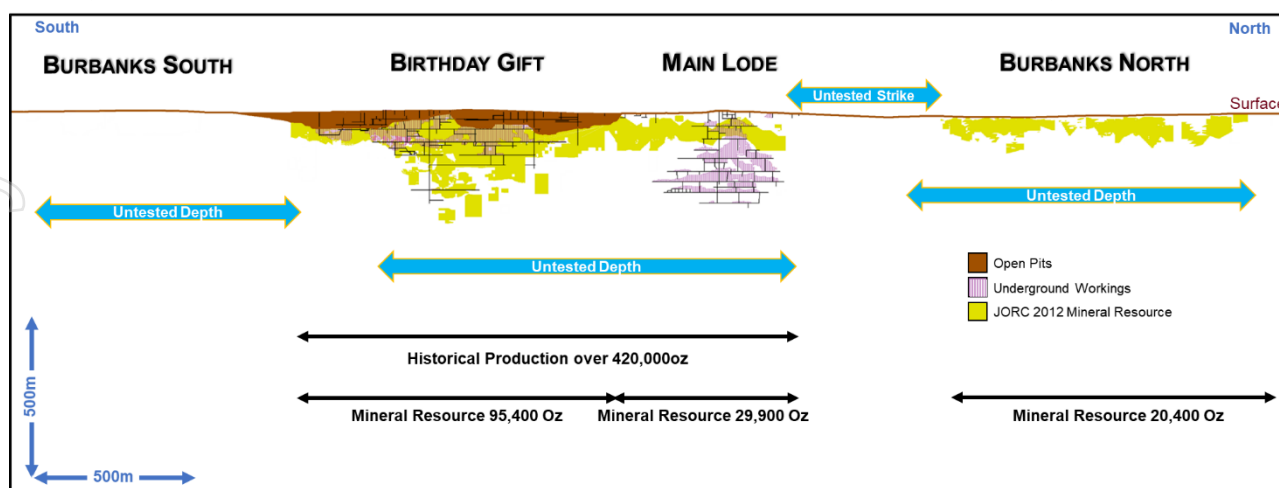 South
North
BURBANKS SOUTH
BIRTHDAY GIFT
MAIN LODE
BURBANKS NORTH
Untested Strike
Surface
Untested Depth
Untested Depth
Untested Depth
Open Pits
Underground Workings
JORC 2012 Mineral Resource
Historical Production over 420,000oz
Mineral Resource 95,400 Oz
Mineral Resource 29,900 Oz
Mineral Resource 20,400 Oz
500m
500m